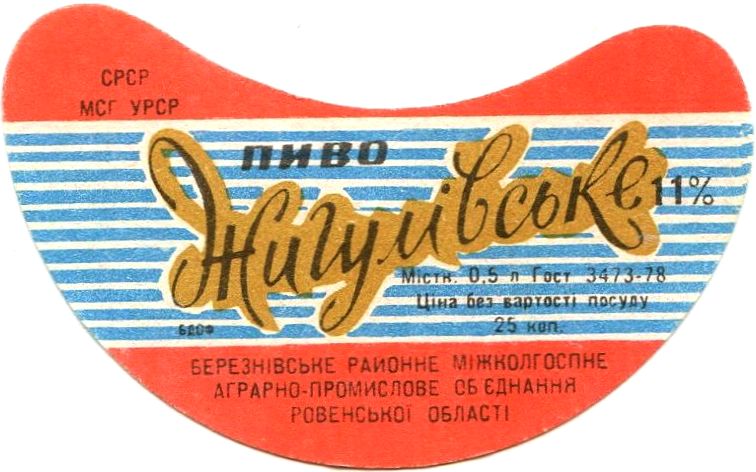 СРСР
МСГ УРСР
пиво
Жигулівське
11%
Містк. 0,5 л Гост 3473-78
Ціна без вартості посуду
25 коп.
БДОФ
БЕРЕЗНІВСЬКЕ РАЙОННЕ МІЖКОЛГОСПНЕ
АГРАРНО-ПРОМИСЛОВЕ ОБ'ЄДНАННЯ
РОВЕНСЬКОЇ ОБЛАСТІ